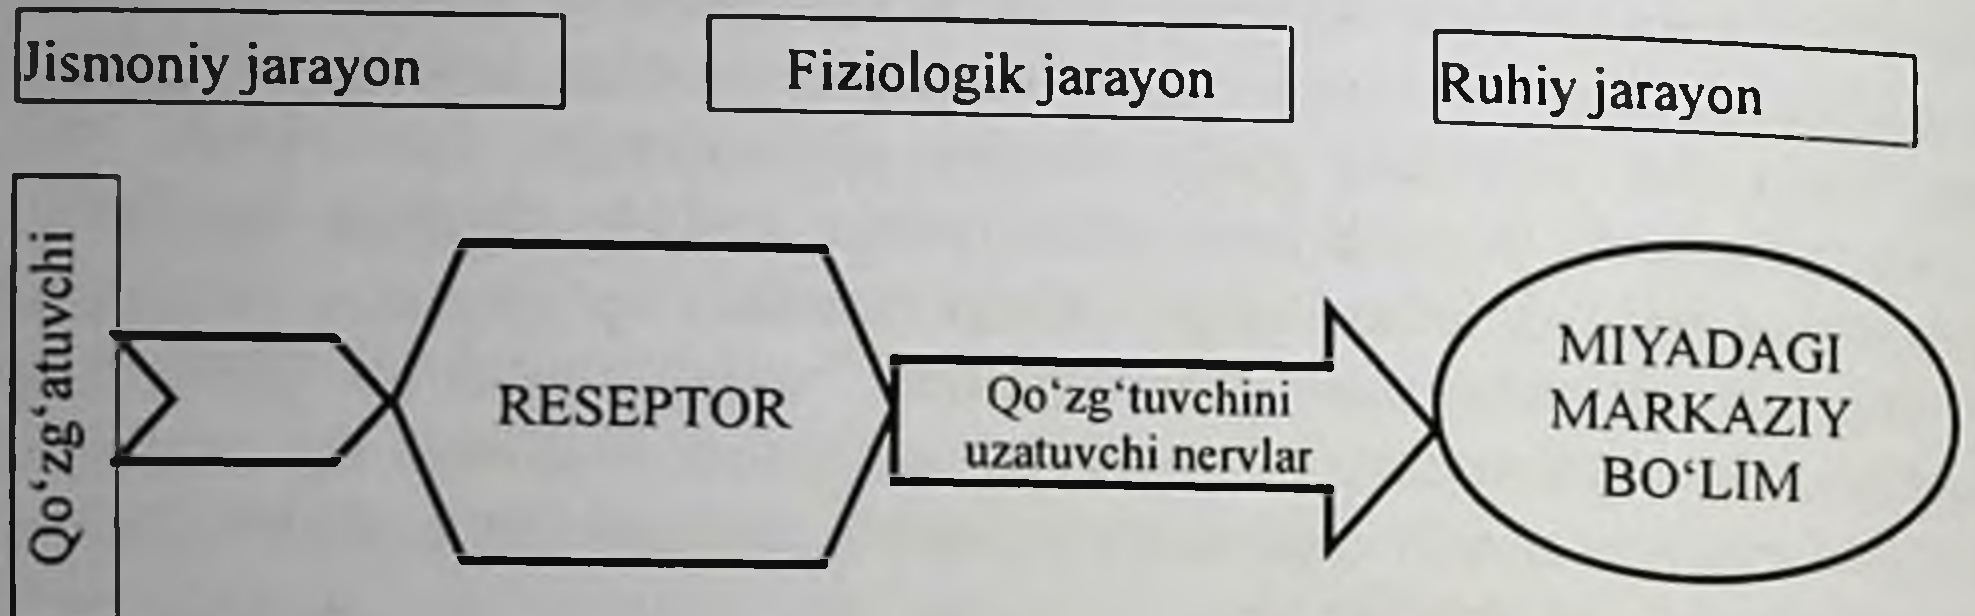 Jismoniy jarayon
Fiziologik jarayon
Ruhiy jarayon
Qo‘zg‘atuvchi
RESEPTOR
Qo‘zg‘tuvchini
uzatuvchi nervlar
MIYADAGI
MARKAZIY
BO‘LIM